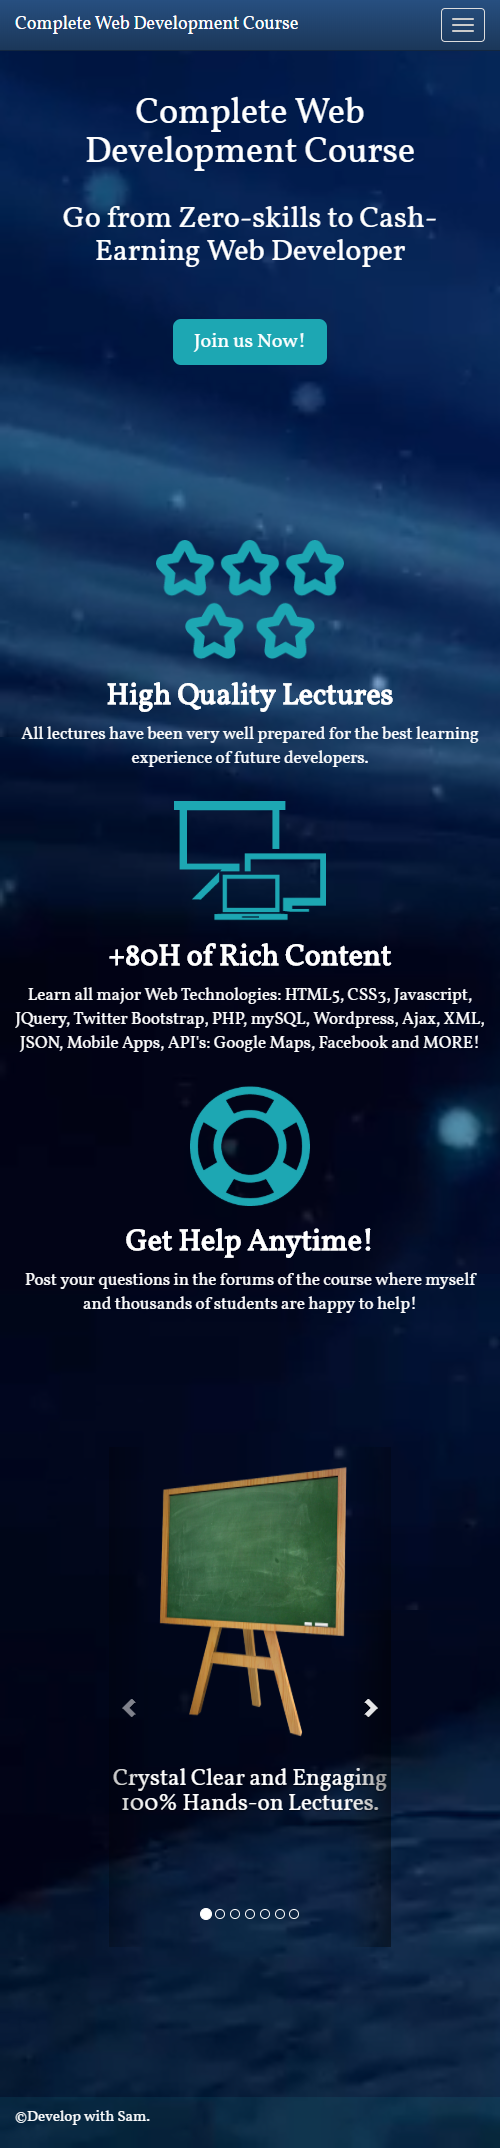 Complete Web Development Course
Complete Web
Development Course
Go from Zero-skills to Cash-
Earning Web Developer
Join us Now!
High Quality Lectures
All lectures have been very well prepared for the best learning
experience of future developers.
+80H of Rich Content
Learn all major Web Technologies: HTML5, CSS3, Javascript,
JQuery, Twitter Bootstrap, PHP, mySQL, Wordpress, Ajax, XML,
JSON, Mobile Apps, API's: Google Maps, Facebook and MORE!
Get Help Anytime!
Post your questions in the forums of the course where myself
and thousands of students are happy to help!
Crystal Clear and Engaging
100% Hands-on Lectures.
©Develop with Sam.